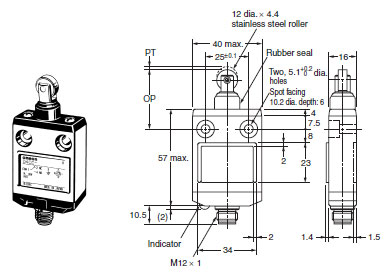 12 dia. × 4.4
stainless steel roller
40 max.
25±0.1
PT
OP
Rubber seal
16
Two, 5.1+0.2 0 dia.
holes
Spot facing
10.2 dia. depth: 6
4
7.5
8
57 max.
2
23
10.5
(2)
Indicator
2
34
M12 × 1
1.4
1.5